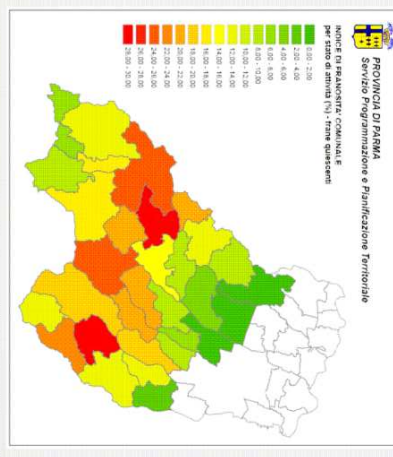 PROVINCIA DI PARMA
Servizio Programmazione e Pianificazione Territoriale
INDICE DI FRANOSITA' COMUNALE
per stato di attività (%) - frane quiescenti
0,00 - 2,00
2,00 - 4,00
4,00 - 6,00
6,00 - 8,00
8,00 - 10,00
10,00 - 12,00
12,00 - 14,00
14,00 - 16,00
16,00 - 18,00
18,00 - 20,00
20,00 - 22,00
22,00 - 24,00
24,00 - 26,00
26,00 - 28,00
28,00 - 30,00